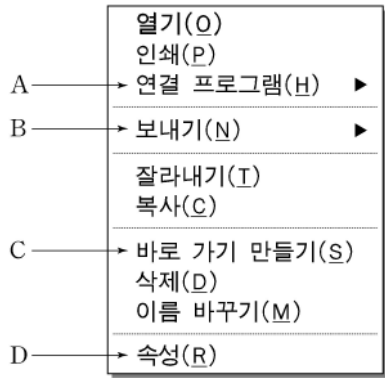 열기(O)
인쇄(P)
A 연결 프로그램(H) ▶
B 보내기(N) ▶
잘라내기(T)
복사(C)
C 바로 가기 만들기(S)
삭제(D)
이름 바꾸기(M)
D 속성(R)